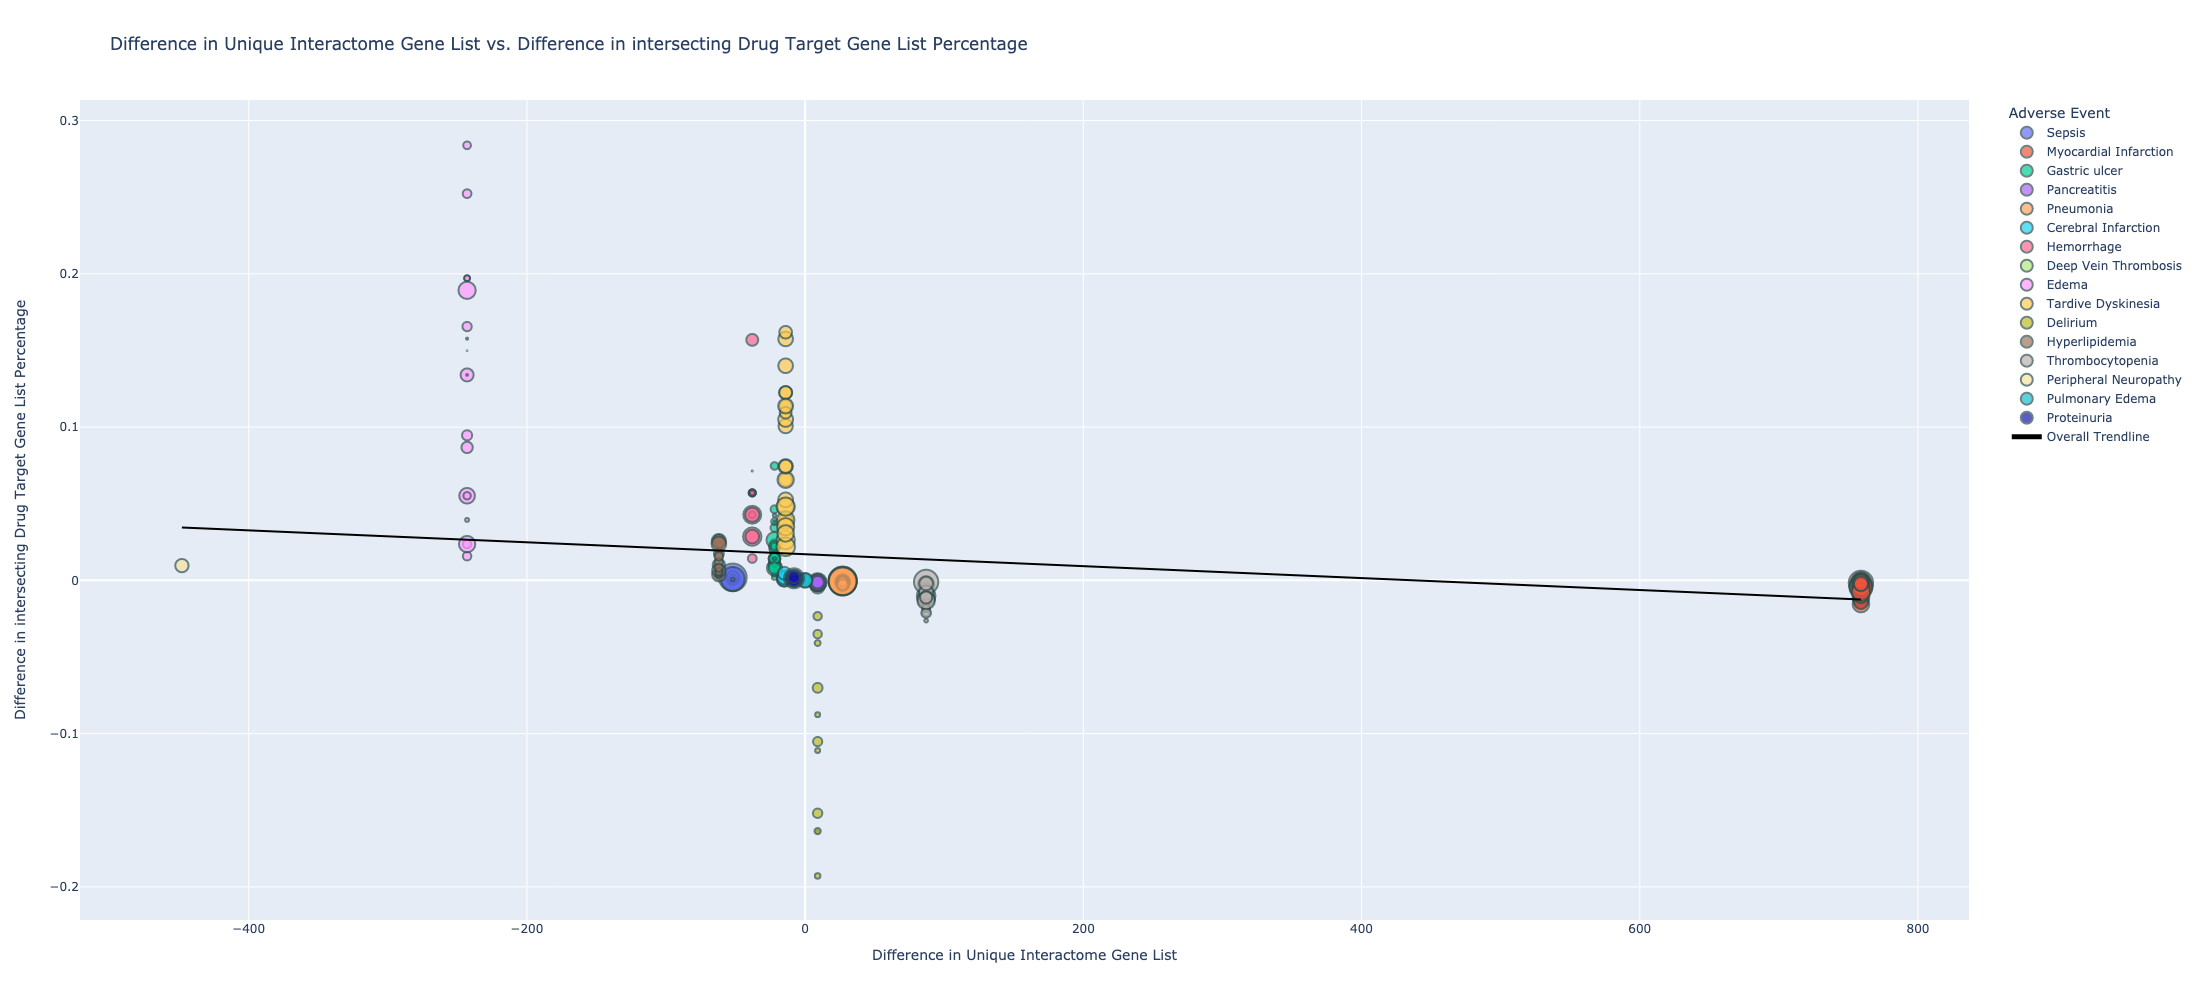 Difference in Unique Interactome Gene List vs. Difference in intersecting Drug Target Gene List Percentage
Difference in intersecting Drug Target Gene List Percentage
0.3
0.2
0.1
0
−0.1
−0.2
−400
−200
0
200
400
600
800
Difference in Unique Interactome Gene List
Adverse Event
Sepsis
Myocardial Infarction
Gastric ulcer
Pancreatitis
Pneumonia
Cerebral Infarction
Hemorrhage
Deep Vein Thrombosis
Edema
Tardive Dyskinesia
Delirium
Hyperlipidemia
Thrombocytopenia
Peripheral Neuropathy
Pulmonary Edema
Proteinuria
Overall Trendline